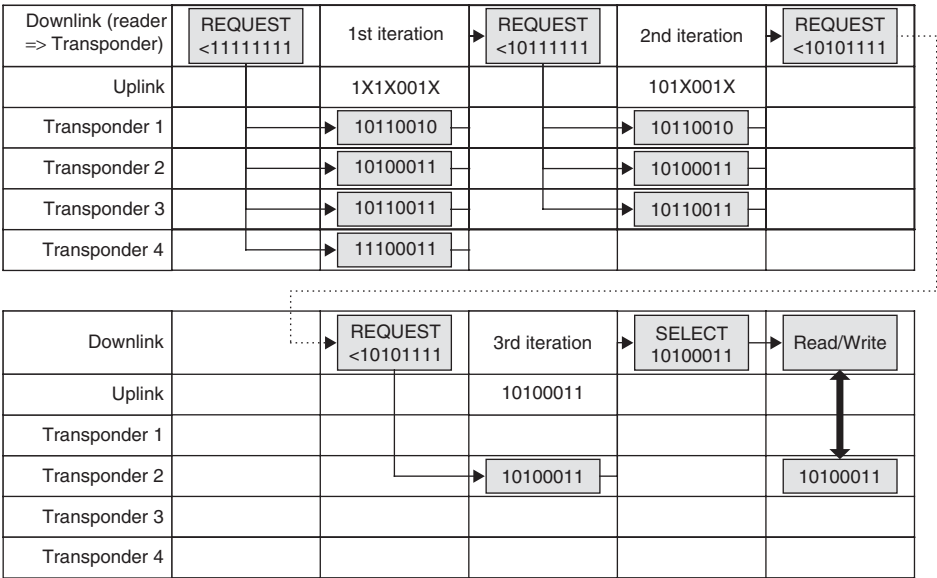 Downlink (reader
=> Transponder)
REQUEST
<11111111
1st iteration
REQUEST
<10111111
2nd iteration
REQUEST
<10101111
Uplink
1X1X001X
101X001X
Transponder 1
10110010
10110010
Transponder 2
10100011
10100011
Transponder 3
10110011
10110011
Transponder 4
11100011
Downlink
REQUEST
<10101111
3rd iteration
SELECT
10100011
Read/Write
Uplink
10100011
Transponder 1
Transponder 2
10100011
10100011
Transponder 3
Transponder 4